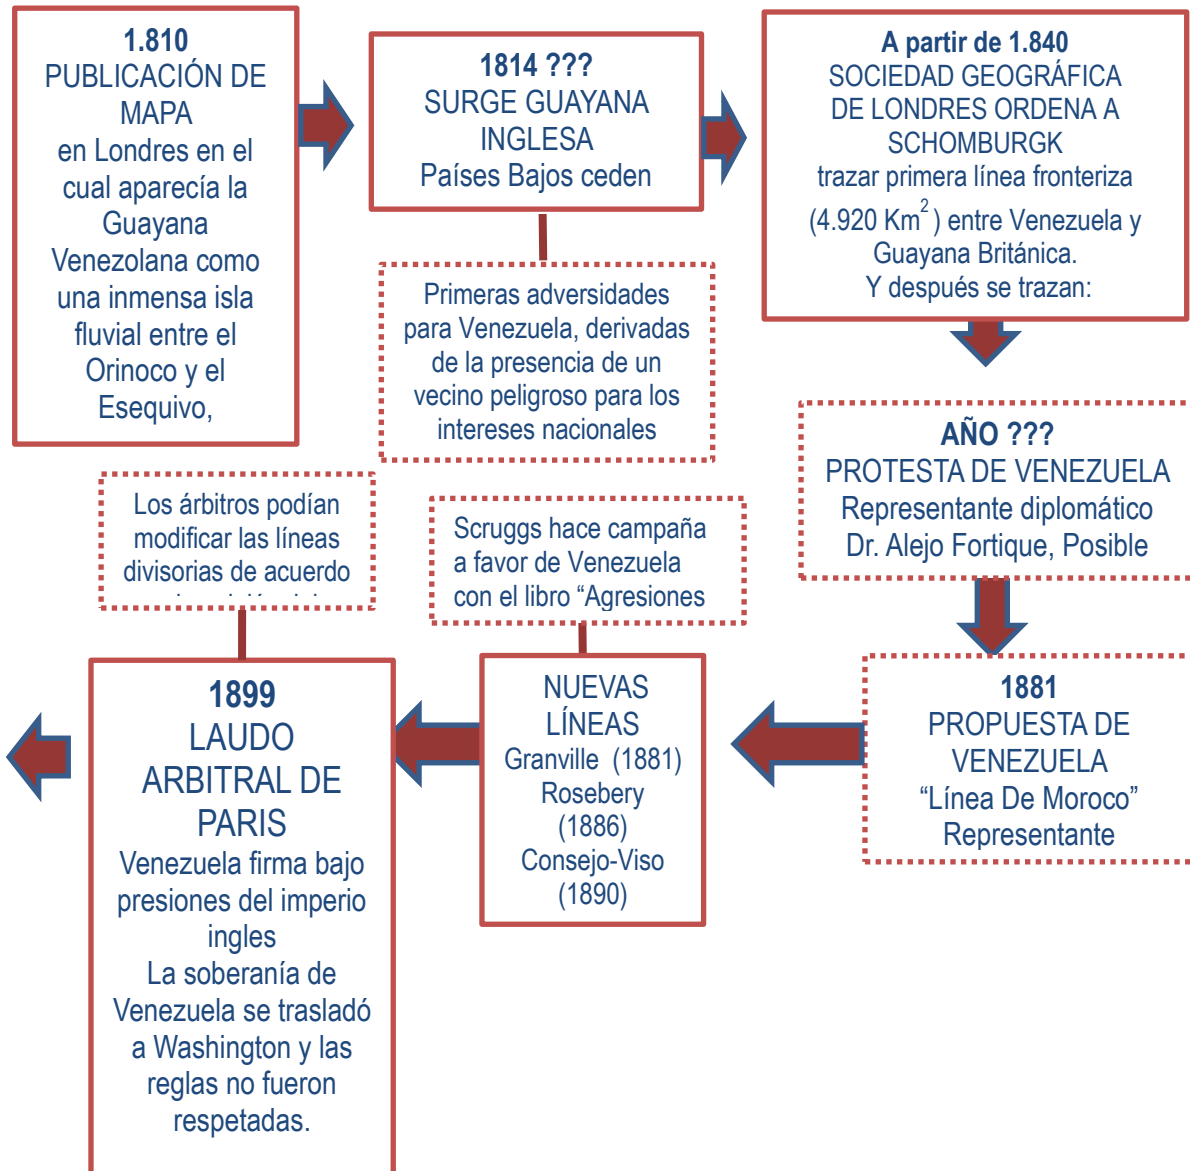 1.810
PUBLICACIÓN DE
MAPA
en Londres en el
cual aparecía la
Guayana
Venezolana como
una inmensa isla
fluvial entre el
Orinoco y el
Esequivo,
1814 ???
SURGE GUAYANA
INGLESA
Países Bajos ceden
Primeras adversidades
para Venezuela, derivadas
de la presencia de un
vecino peligroso para los
intereses nacionales
A partir de 1.840
SOCIEDAD GEOGRÁFICA
DE LONDRES ORDENA A
SCHOMBURGK
trazar primera línea fronteriza
(4.920 Km²) entre Venezuela y
Guayana Británica.
Y después se trazan:
AÑO ???
PROTESTA DE VENEZUELA
Representante diplomático
Dr. Alejo Fortique, Posible
1881
PROPUESTA DE
VENEZUELA
“Línea De Moroco”
Representante
Scruggs hace campaña
a favor de Venezuela
con el libro “Agresiones
NUEVAS
LÍNEAS
Granville (1881)
Rosebery
(1886)
Consejo-Viso
(1890)
Los árbitros podían
modificar las líneas
divisorias de acuerdo
1899
LAUDO
ARBITRAL DE
PARIS
Venezuela firma bajo
presiones del imperio
ingles
La soberanía de
Venezuela se trasladó
a Washington y las
reglas no fueron
respetadas.